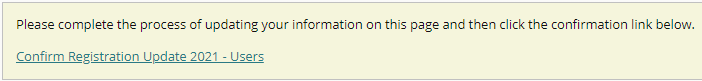 Please complete the process of updating your information on this page and then click the confirmation link below.
Confirm Registration Update 2021 - Users